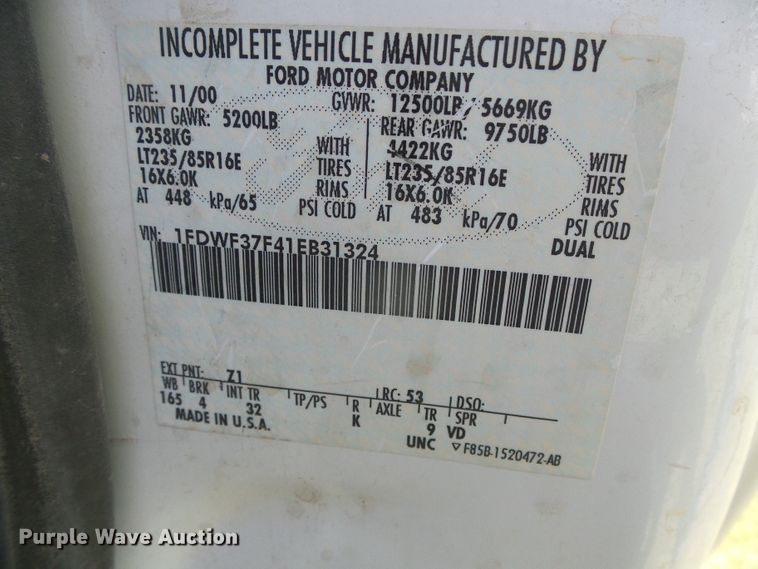 INCOMPLETE VEHICLE MANUFACTURED BY
FORD MOTOR COMPANY
DATE: 11/00 GVWR: 12500LB/ 5669KG
FRONT GAWR: 5200LB REAR GAWR: 9750LB
2358KG WITH 4422KG WITH
LT235/85R16E TIRES LT235/85R16E TIRES
16X6.0K RIMS 16X6.0K RIMS
AT 448 kPa/65 PSI COLD AT 483 kPa/70 PSI COLD
DUAL
VIN: 1FDWF37F41EB31324
EXT PNT: Z1 RC: 53 DSO:
WB BRK INT TR TP/PS R AXLE TR SPR
165 4 32 K 9 VD
MADE IN U.S.A. UNC F85B-1520472-AB
Purple Wave Auction